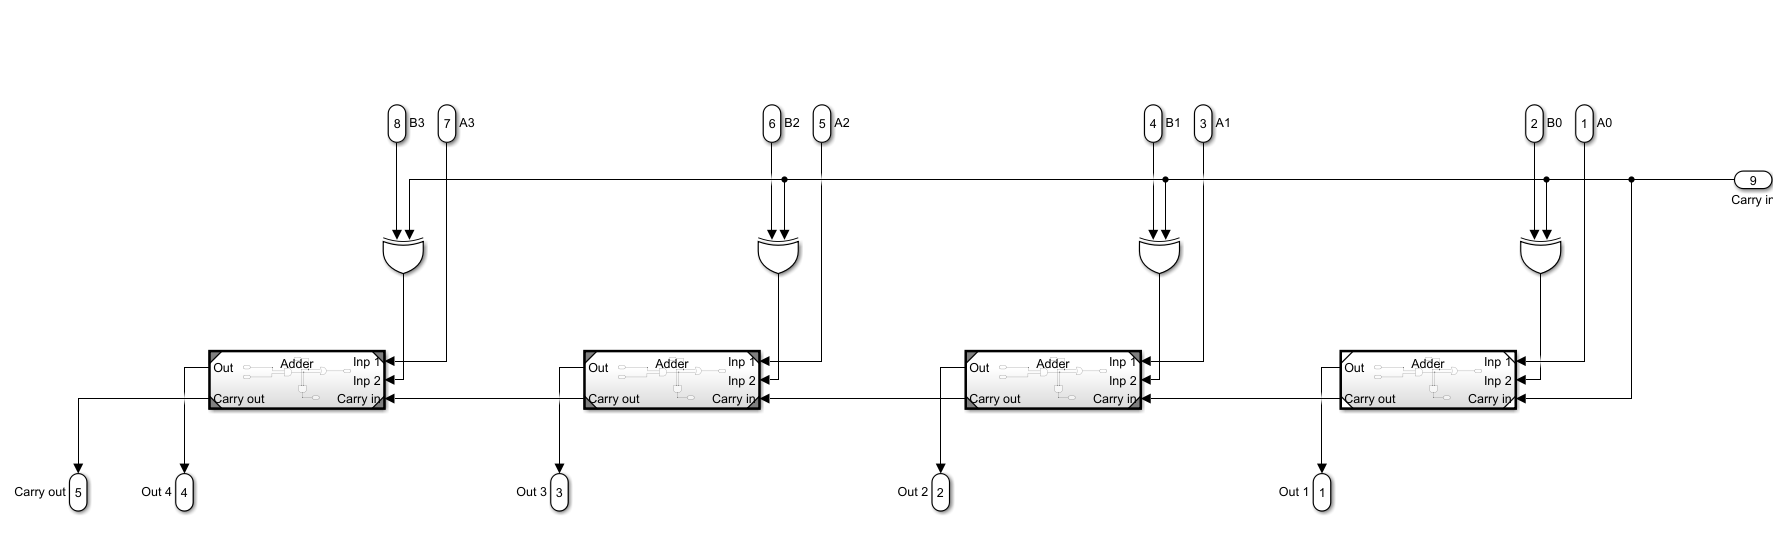 8 B3 7 A3 6 B2 5 A2 4 B1 3 A1 2 B0 1 A0
9
Carry in
Adder Inp 1 Adder Inp 1 Adder Inp 1 Adder Inp 1
Out Out Out Out
Inp 2 Inp 2 Inp 2 Inp 2
Carry out Carry in Carry out Carry in Carry out Carry in Carry out Carry in
Carry out 5 Out 4 4 Out 3 3 Out 2 2 Out 1 1